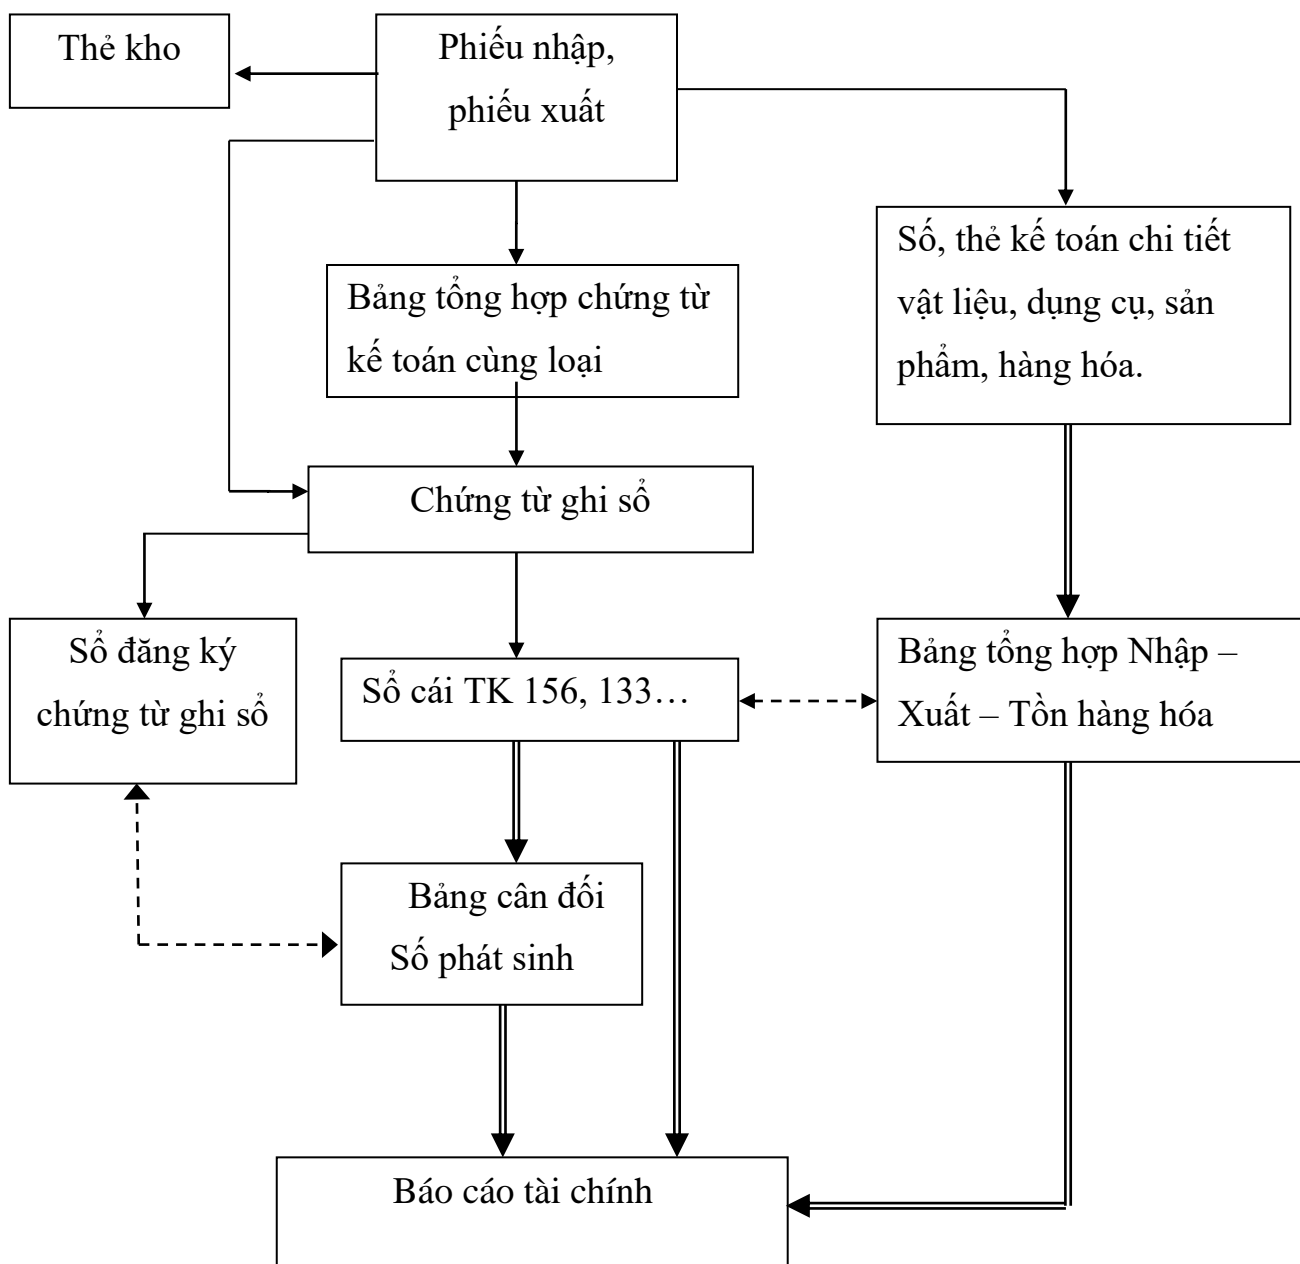 Thẻ kho
Phiếu nhập,
phiếu xuất
Số, thẻ kế toán chi tiết
vật liệu, dụng cụ, sản
phẩm, hàng hóa.
Bảng tổng hợp chứng từ
kế toán cùng loại
Chứng từ ghi sổ
Sổ đăng ký
chứng từ ghi sổ
Sổ cái TK 156, 133…
Bảng tổng hợp Nhập –
Xuất – Tồn hàng hóa
Bảng cân đối
Số phát sinh
Báo cáo tài chính